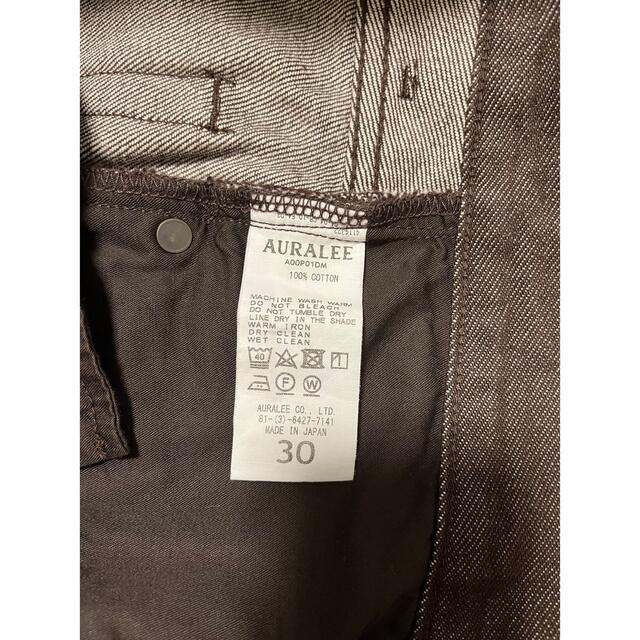 AURALEE
A00P01DM
100% COTTON
MACHINE WASH WARM
DO NOT BLEACH
DO NOT TUMBLE DRY
LINE DRY IN THE SHADE
WARM IRON
DRY CLEAN
WET CLEAN
40
F W
AURALEE CO., LTD.
81-(3)-6427-7141
MADE IN JAPAN
30